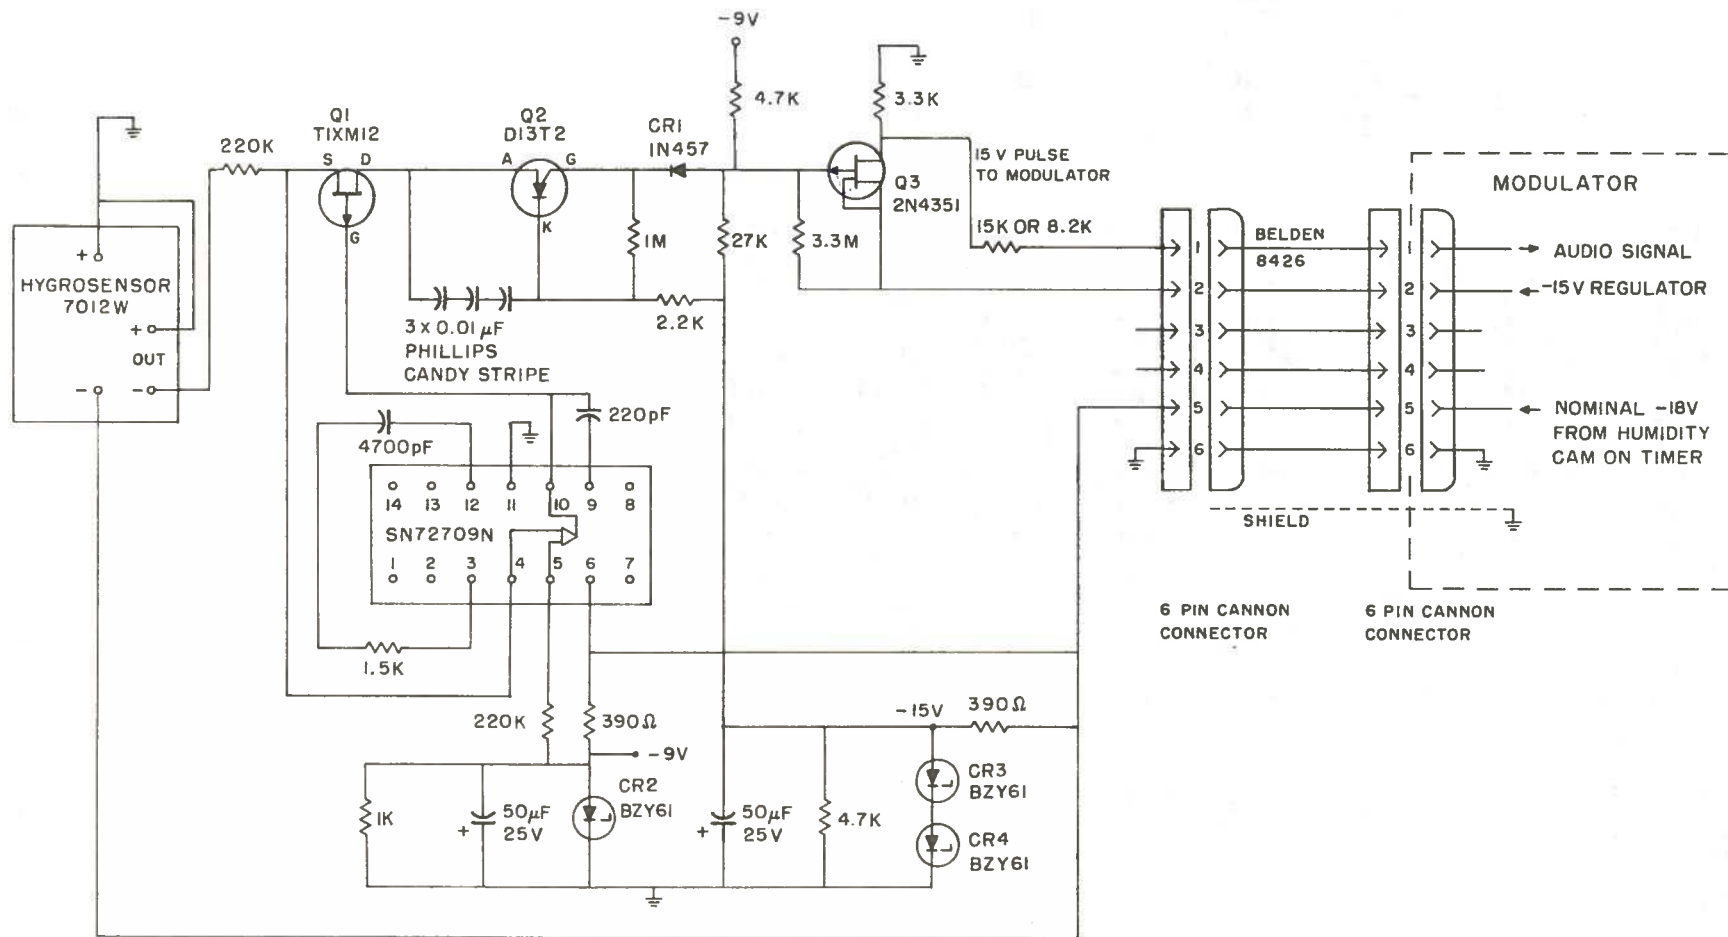 -9V
4.7K
3.3K
Q1
TIXM12
S D
G
220K
Q2
D13T2
A G
K
CR1
1N457
Q3
2N4351
15 V PULSE
TO MODULATOR
15K OR 8.2K
1M
27K
3.3M
2.2K
3 x 0.01 μF
PHILLIPS
CANDY STRIPE
+
HYGROSENSOR
7012W
+
OUT
- -
220pF
4700pF
14 13 12 11 10 9 8
SN72709N
1 2 3 4 5 6 7
1.5K
220K
390Ω
-9V
CR2
BZY61
1K
+
50μF
25V
+
50μF
25V
4.7K
-15V
390Ω
CR3
BZY61
CR4
BZY61
1
2
3
4
5
6
BELDEN
8426
SHIELD
1
2
3
4
5
6
6 PIN CANNON
CONNECTOR
6 PIN CANNON
CONNECTOR
MODULATOR
AUDIO SIGNAL
-15V REGULATOR
NOMINAL -18V
FROM HUMIDITY
CAM ON TIMER